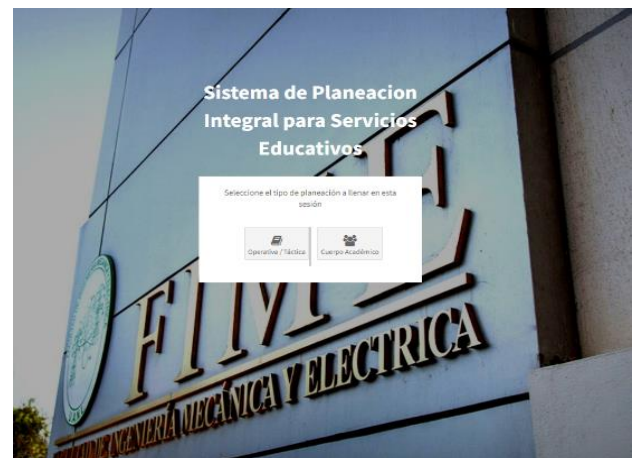 Sistema de Planeacion
Integral para Servicios
Educativos
Seleccione el tipo de planeación a llenar en esta
sesión
Operativa / Táctica
Cuerpo Académico
FIME
DE INGENIERÍA MECÁNICA Y ELECTRICA